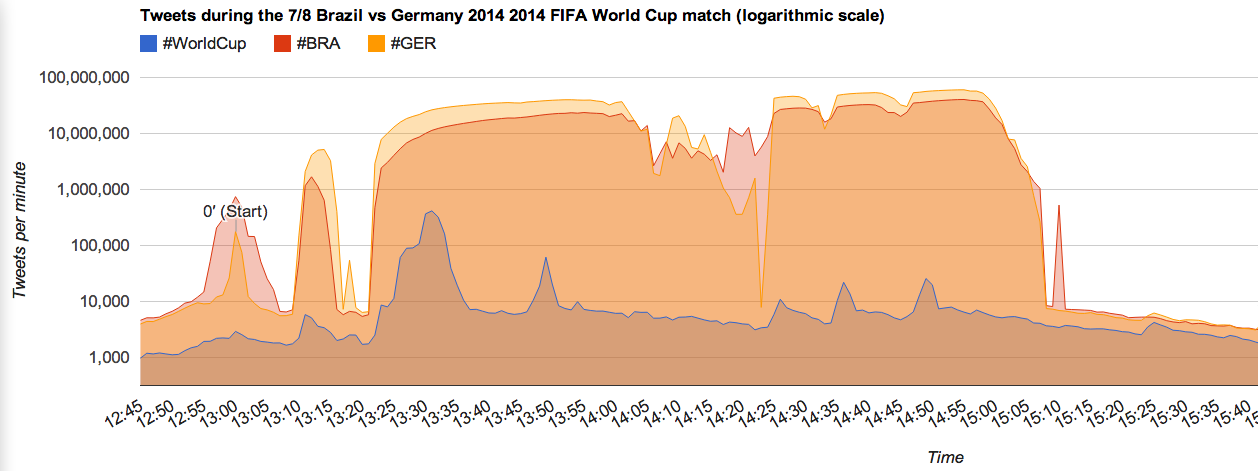 Tweets during the 7/8 Brazil vs Germany 2014 2014 FIFA World Cup match (logarithmic scale)
#WorldCup #BRA #GER
100,000,000
10,000,000
1,000,000
0' (Start)
100,000
10,000
1,000
Tweets per minute
12:45 12:50 12:55 13:00 13:05 13:10 13:15 13:20 13:25 13:30 13:35 13:40 13:45 13:50 13:55 14:00 14:05 14:10 14:15 14:20 14:25 14:30 14:35 14:40 14:45 14:50 14:55 15:00 15:05 15:10 15:15 15:20 15:25 15:30 15:35 15:40
Time